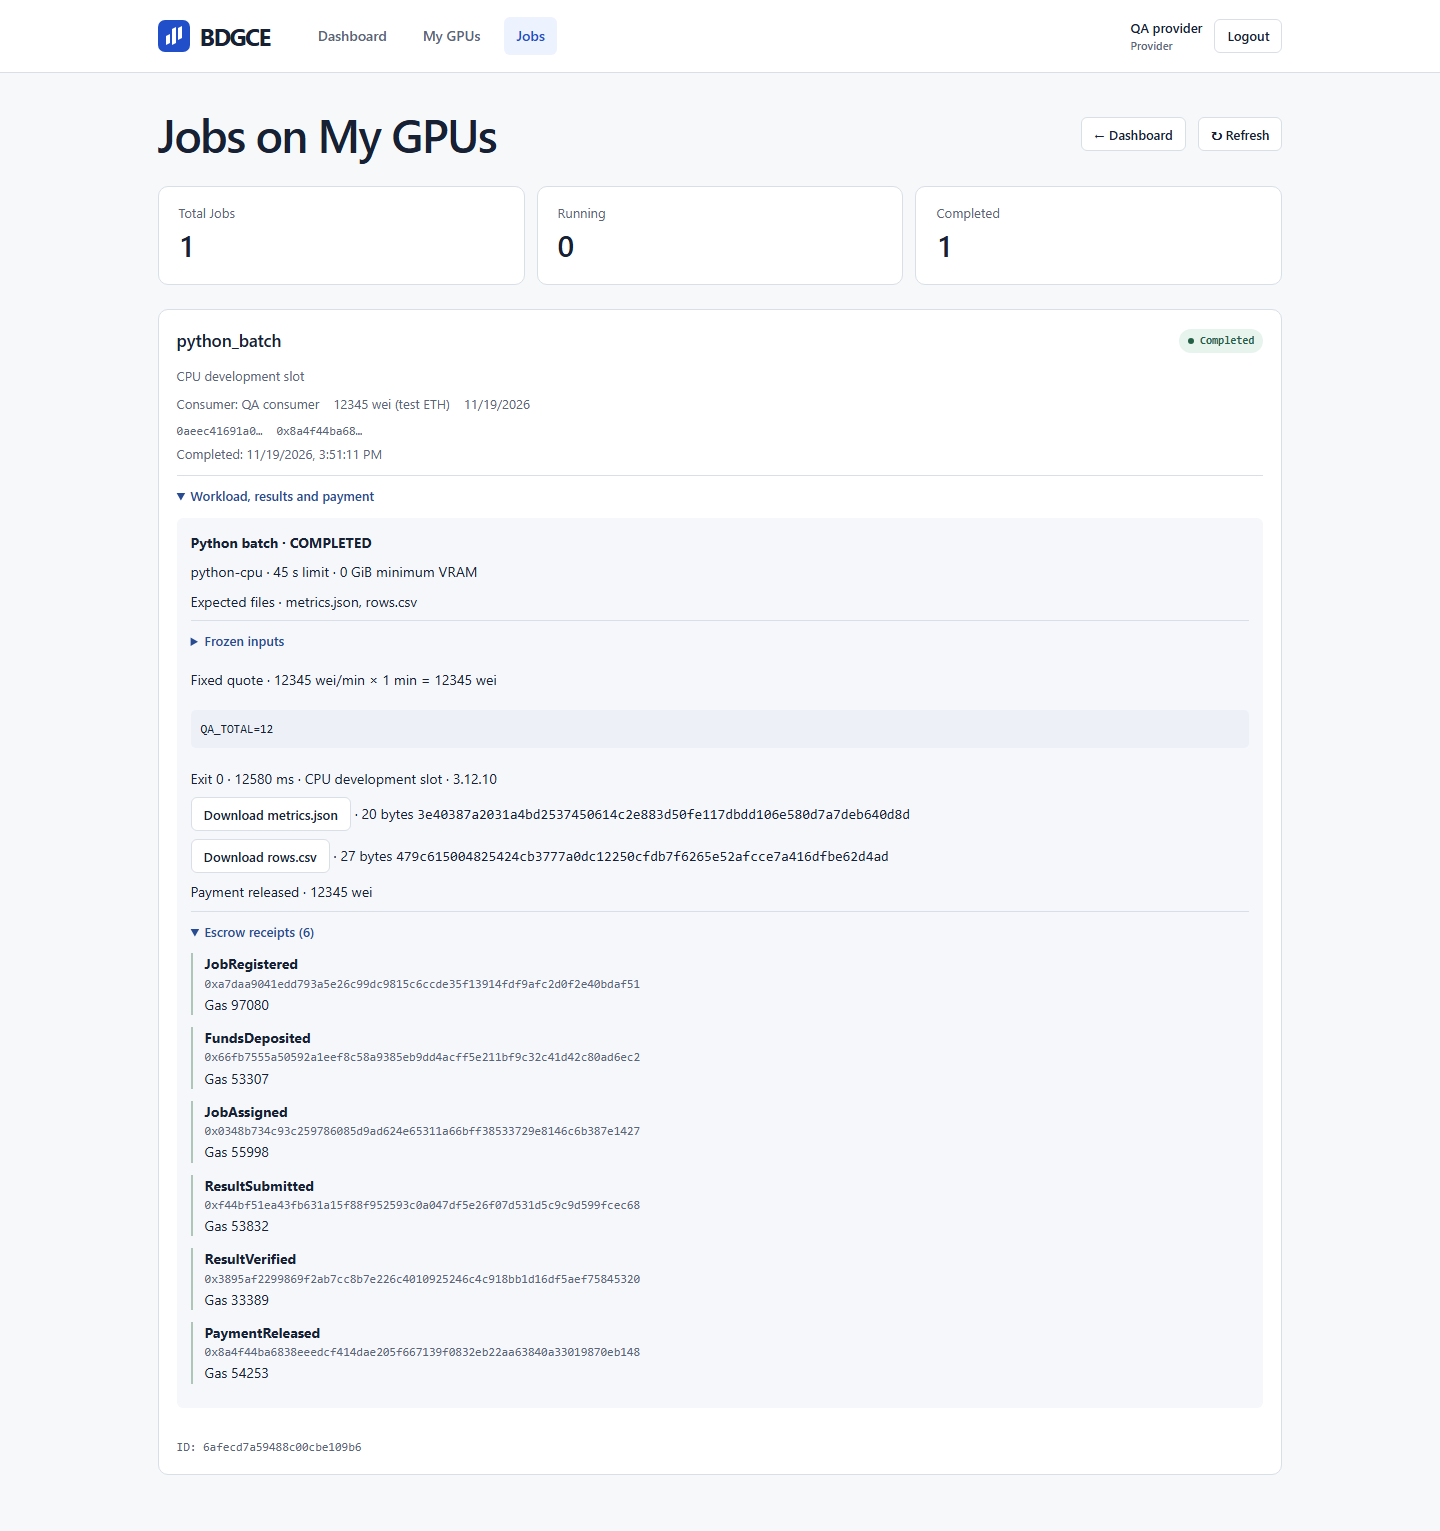 BDGCE
Dashboard
My GPUs
Jobs
QA provider
Provider
Logout
Jobs on My GPUs
← Dashboard
↻ Refresh
Total Jobs
1
Running
0
Completed
1
python_batch
● Completed
CPU development slot
Consumer: QA consumer 12345 wei (test ETH) 11/19/2026
0aeec41691a0… 0x8a4f44ba68…
Completed: 11/19/2026, 3:51:11 PM
▼ Workload, results and payment
Python batch · COMPLETED
python-cpu · 45 s limit · 0 GiB minimum VRAM
Expected files · metrics.json, rows.csv
▶ Frozen inputs
Fixed quote · 12345 wei/min × 1 min = 12345 wei
QA_TOTAL=12
Exit 0 · 12580 ms · CPU development slot · 3.12.10
Download metrics.json · 20 bytes 3e40387a2031a4bd2537450614c2e883d50fe117dbdd106e580d7a7deb640d8d
Download rows.csv · 27 bytes 479c615004825424cb3777a0dc12250cfdb7f6265e52afcce7a416dfbe62d4ad
Payment released · 12345 wei
▼ Escrow receipts (6)
JobRegistered
0xa7daa9041edd793a5e26c99dc9815c6ccde35f13914fdf9afc2d0f2e40bdaf51
Gas 97080
FundsDeposited
0x66fb7555a50592a1eef8c58a9385eb9dd4acff5e211bf9c32c41d42c80ad6ec2
Gas 53307
JobAssigned
0x0348b734c93c259786085d9ad624e65311a66bff38533729e8146c6b387e1427
Gas 55998
ResultSubmitted
0xf44bf51ea43fb631a15f88f952593c0a047df5e26f07d531d5c9c9d599fcec68
Gas 53832
ResultVerified
0x3895af2299869f2ab7cc8b7e226c4010925246c4c918bb1d16df5aef75845320
Gas 33389
PaymentReleased
0x8a4f44ba6838eeedcf414dae205f667139f0832eb22aa63840a33019870eb148
Gas 54253
ID: 6afecd7a59488c00cbe109b6